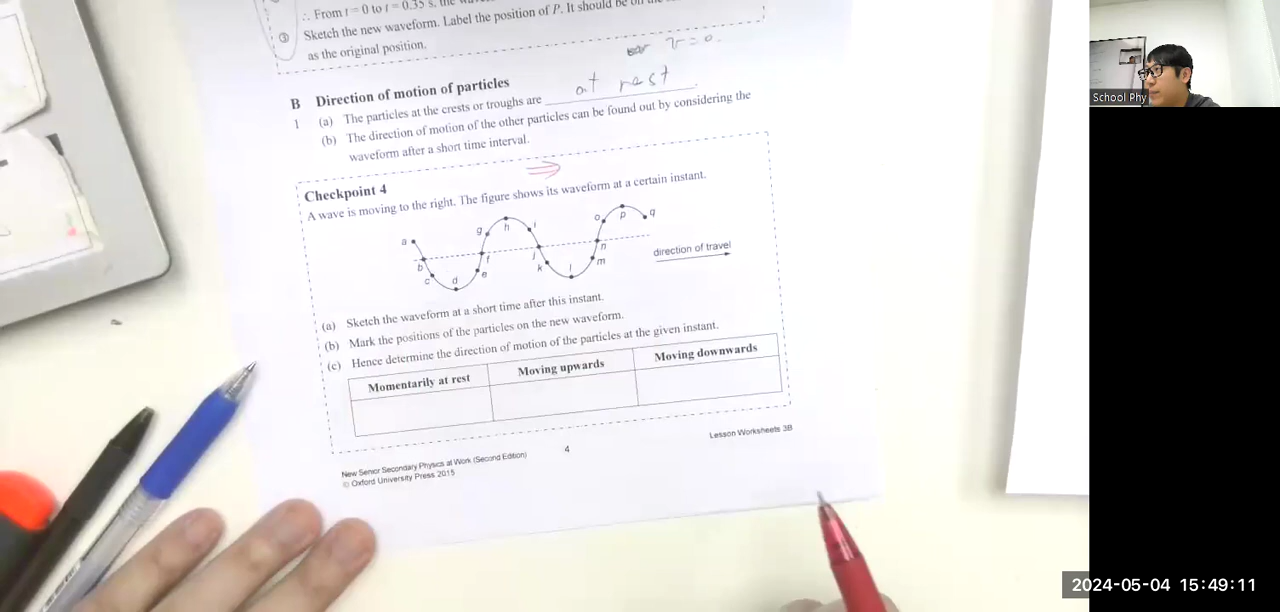 ∴ From t = 0 to t = 0.35 s, the
③ Sketch the new waveform. Label the position of P. It should be on the
as the original position.
v = 0.
B Direction of motion of particles
1 (a) The particles at the crests or troughs are at rest.
(b) The direction of motion of the other particles can be found out by considering the
waveform after a short time interval.
Checkpoint 4
A wave is moving to the right. The figure shows its waveform at a certain instant.
a b c d e f g h i j k l m n o p q
direction of travel
(a) Sketch the waveform at a short time after this instant.
(b) Mark the positions of the particles on the new waveform.
(c) Hence determine the direction of motion of the particles at the given instant.
Momentarily at rest Moving upwards Moving downwards
New Senior Secondary Physics at Work (Second Edition)
© Oxford University Press 2015
4
Lesson Worksheets 3B
School Phy
2024-05-04 15:49:11